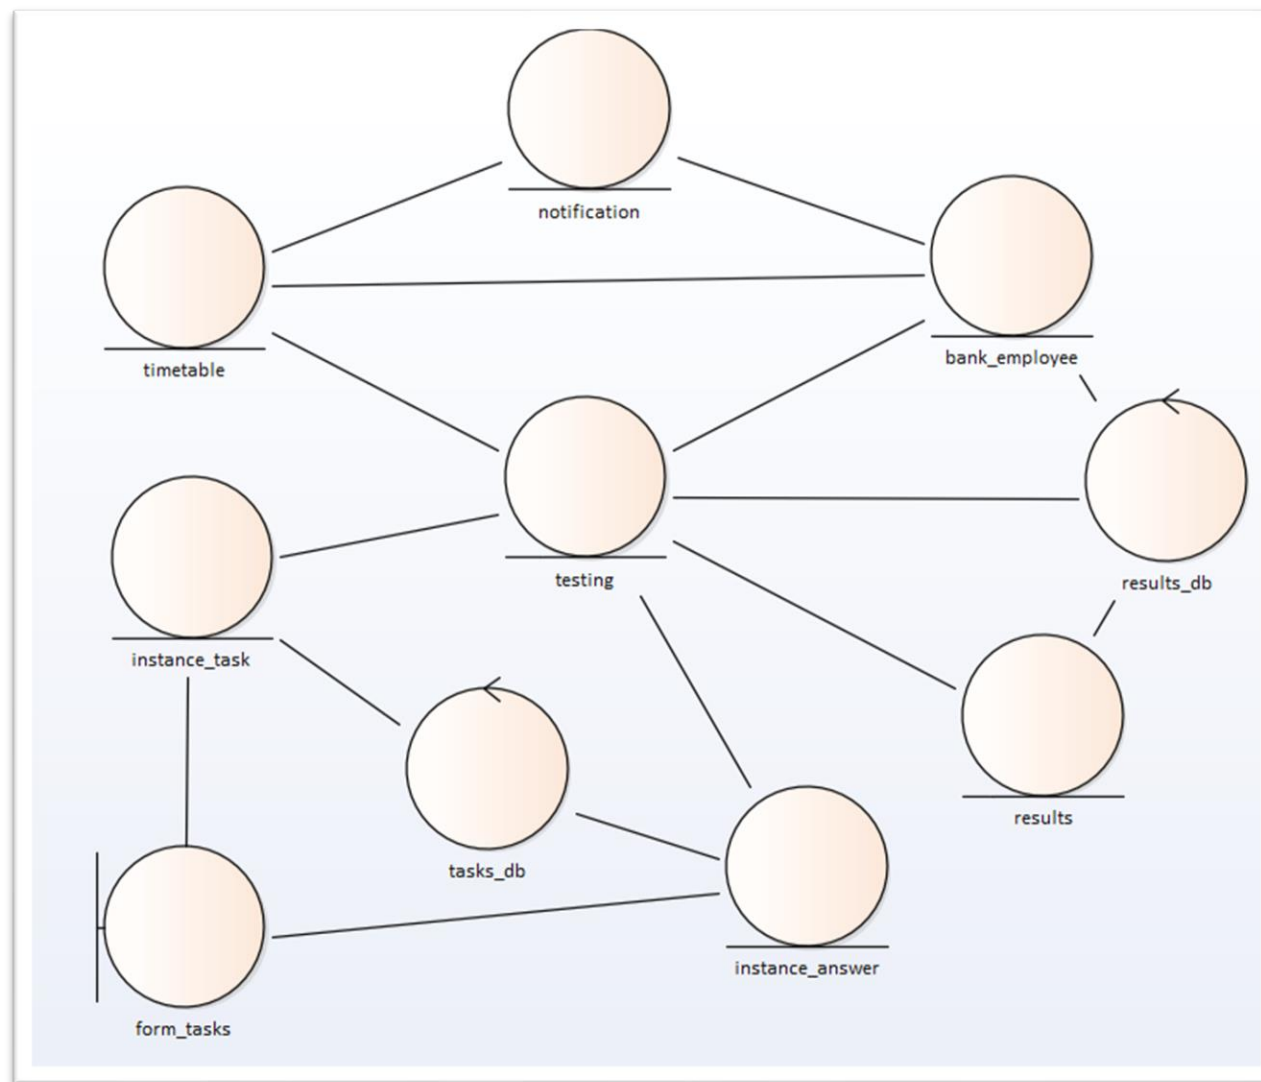 notification
timetable
bank_employee
testing
results_db
instance_task
results
tasks_db
instance_answer
form_tasks